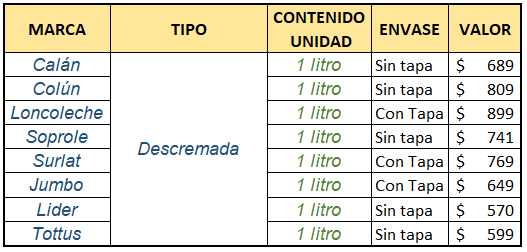 MARCA TIPO CONTENIDO UNIDAD ENVASE VALOR
Calán Descremada 1 litro Sin tapa $ 689
Colún 1 litro Sin tapa $ 809
Loncoleche 1 litro Con Tapa $ 899
Soprole 1 litro Sin tapa $ 741
Surlat 1 litro Con Tapa $ 769
Jumbo 1 litro Con Tapa $ 649
Lider 1 litro Sin tapa $ 570
Tottus 1 litro Sin tapa $ 599